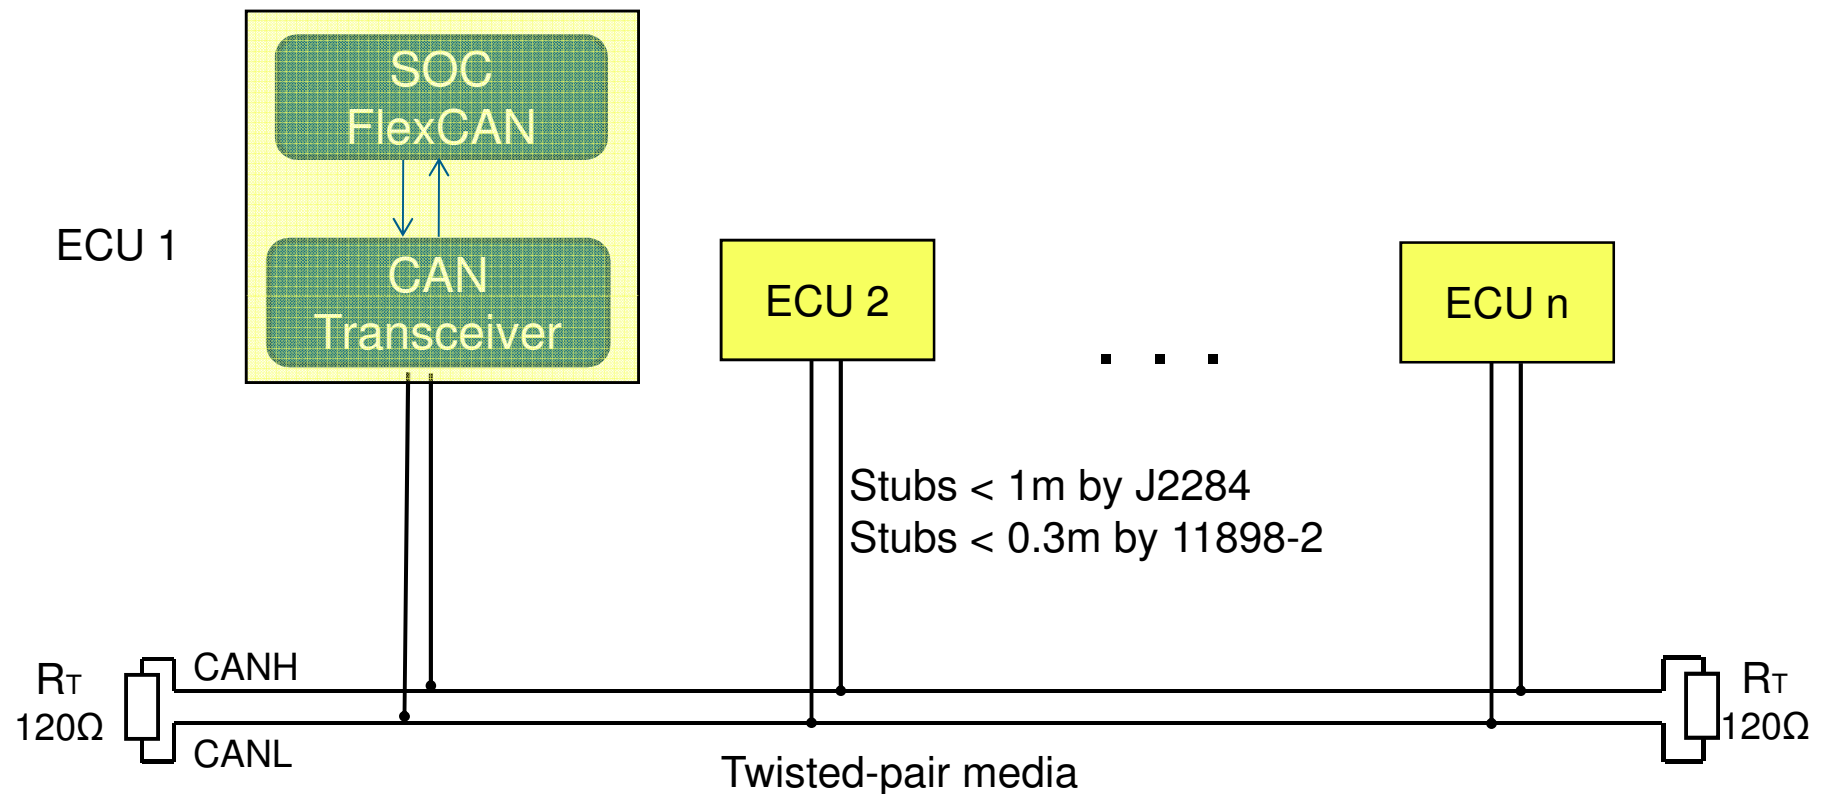 SOC
FlexCAN
ECU 1
CAN
Transceiver
ECU 2
. . .
ECU n
Stubs < 1m by J2284
Stubs < 0.3m by 11898-2
RT
120Ω
CANH
CANL
RT
120Ω
Twisted-pair media